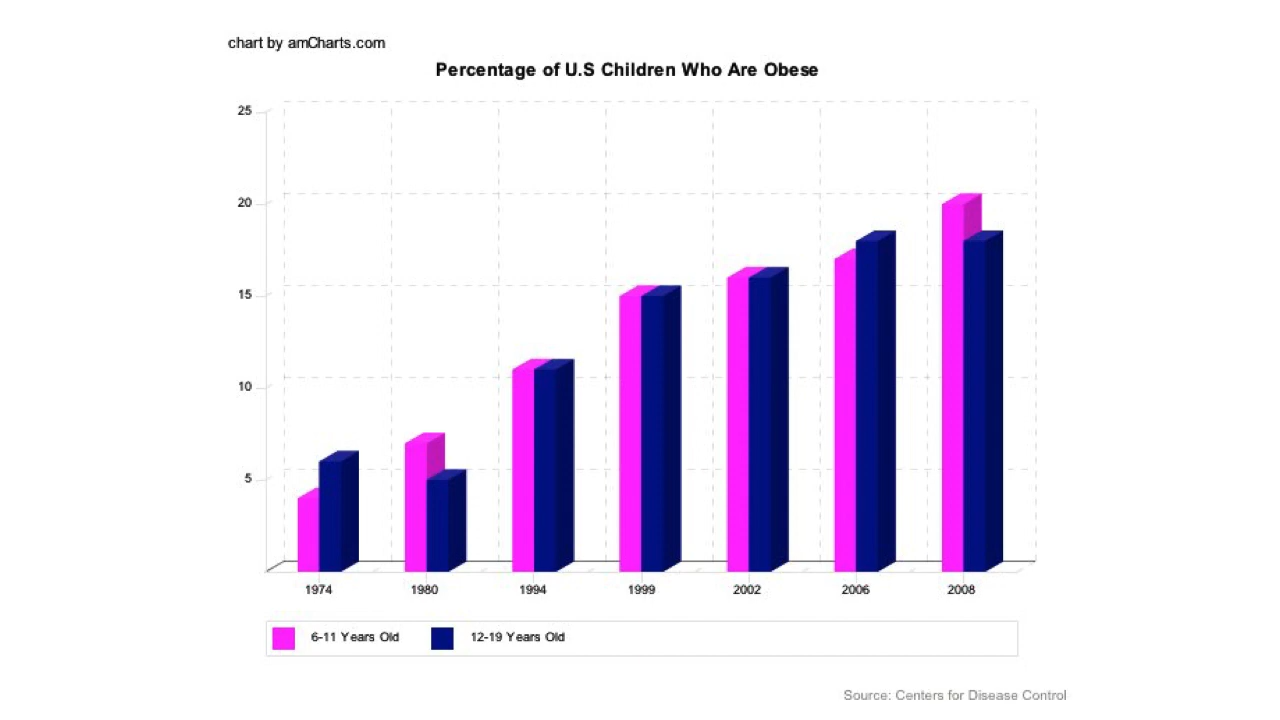 chart by amCharts.com
Percentage of U.S Children Who Are Obese
25
20
15
10
5
1974 1980 1994 1999 2002 2006 2008
6-11 Years Old 12-19 Years Old
Source: Centers for Disease Control